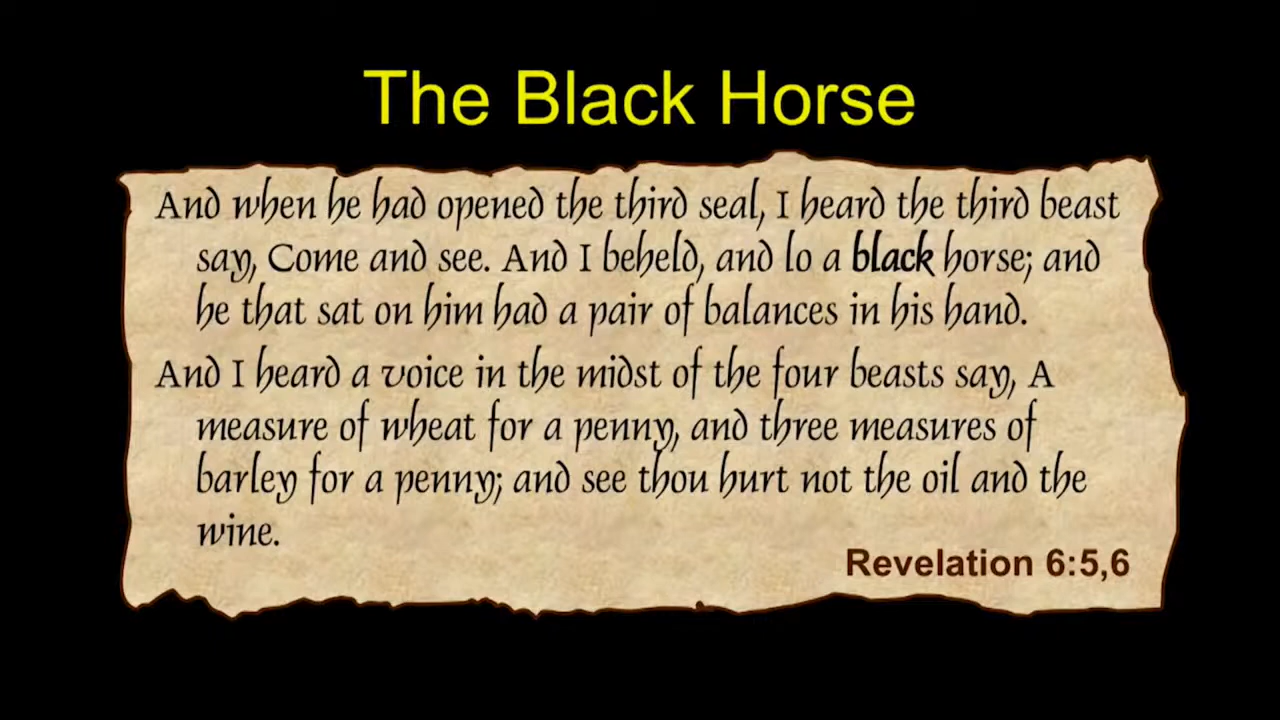 The Black Horse
And when he had opened the third seal, I heard the third beast
say, Come and see. And I beheld, and lo a black horse; and
he that sat on him had a pair of balances in his hand.
And I heard a voice in the midst of the four beasts say, A
measure of wheat for a penny, and three measures of
barley for a penny; and see thou hurt not the oil and the
wine.
Revelation 6:5,6